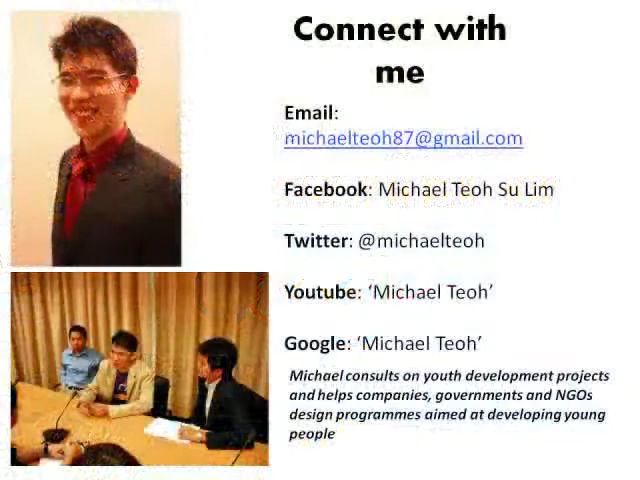 Connect with
me
Email:
michaelteoh87@gmail.com
Facebook: Michael Teoh Su Lim
Twitter: @michaelteoh
Youtube: ‘Michael Teoh’
Google: ‘Michael Teoh’
Michael consults on youth development projects
and helps companies, governments and NGOs
design programmes aimed at developing young
people